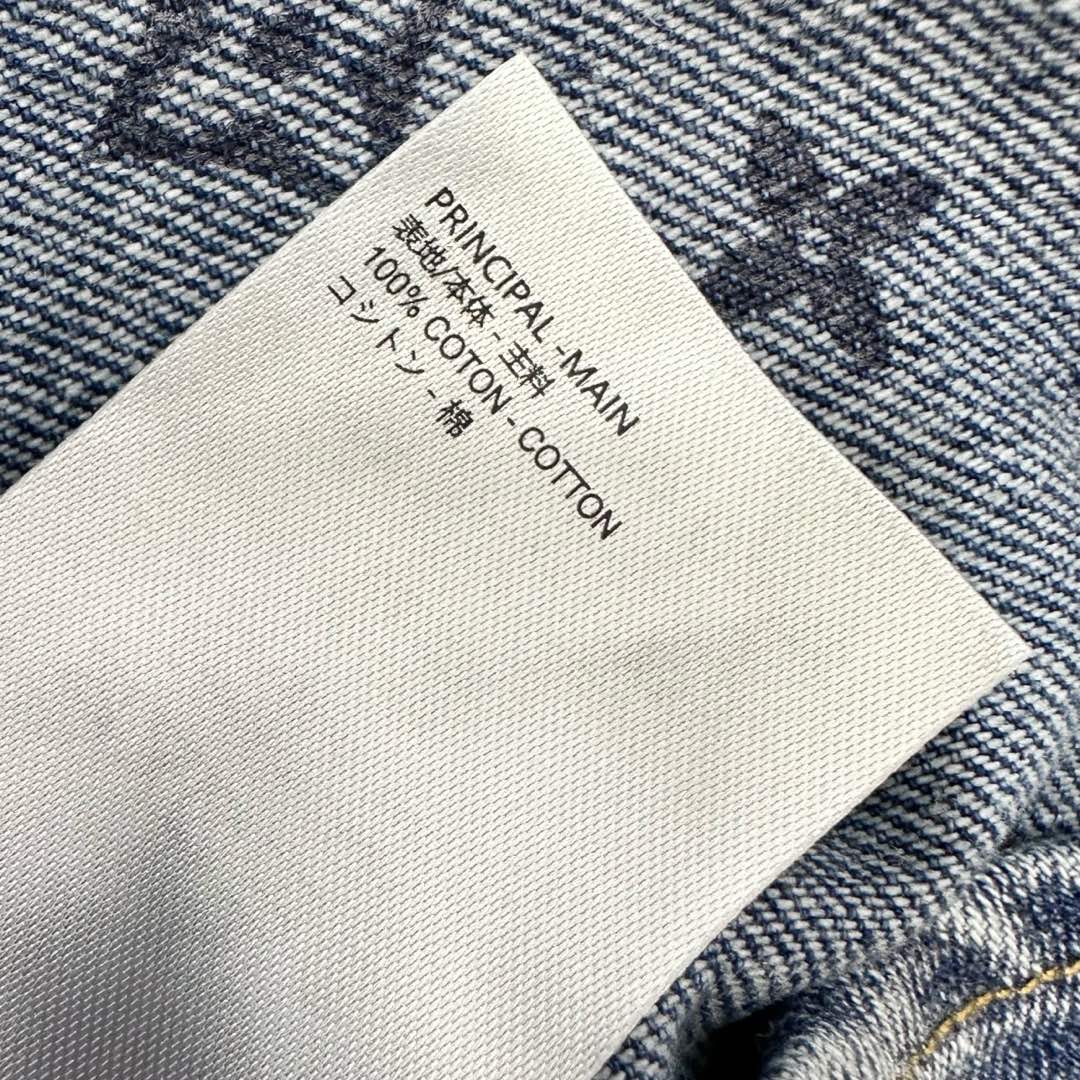 PRINCIPAL -MAIN
表地/本体 - 主料
100% COTON - COTTON
コットン - 棉